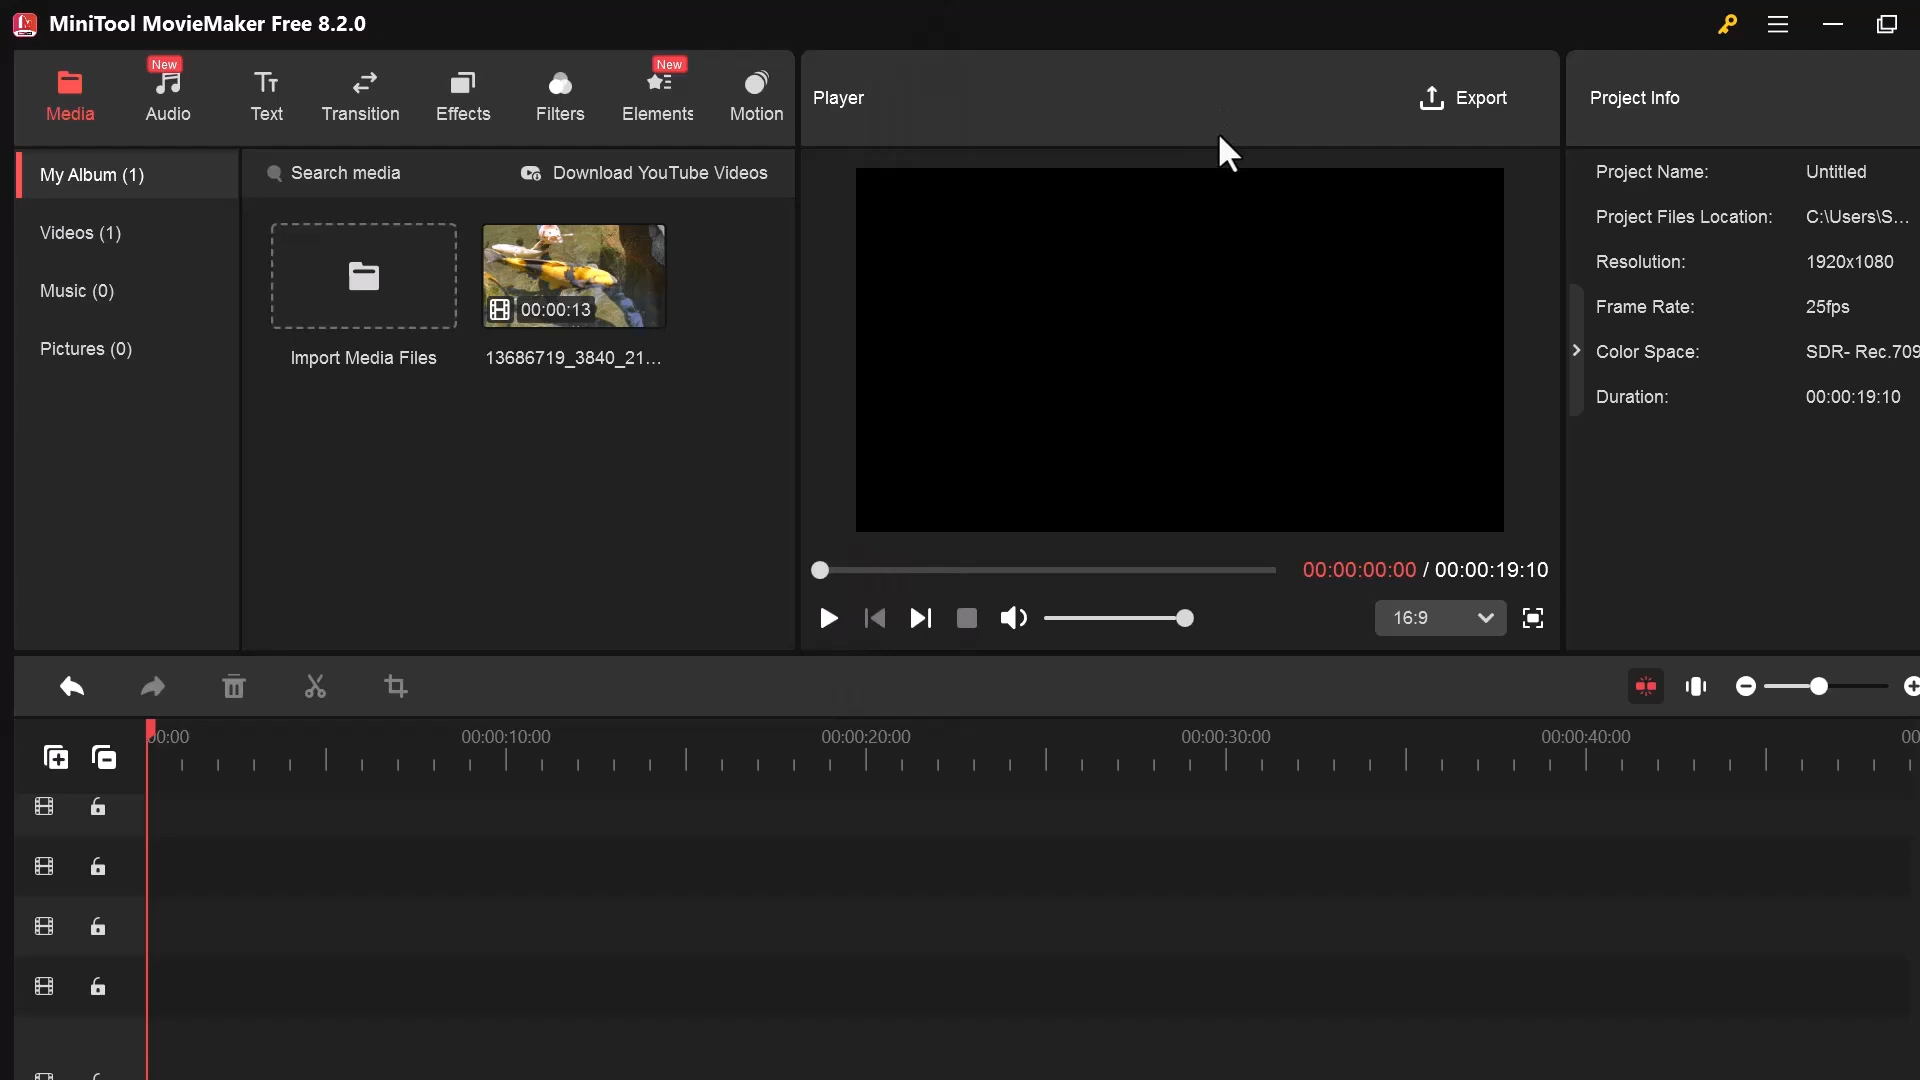 MiniTool MovieMaker Free 8.2.0
New
New
Media
Audio
Text
Transition
Effects
Filters
Elements
Motion
Player
Export
Project Info
My Album (1)
Videos (1)
Music (0)
Pictures (0)
Search media
Download YouTube Videos
00:00:13
Import Media Files
13686719_3840_21...
Project Name: Untitled
Project Files Location: C:\Users\S...
Resolution: 1920x1080
Frame Rate: 25fps
Color Space: SDR- Rec.709
Duration: 00:00:19:10
00:00:00:00 / 00:00:19:10
16:9
00:00 00:00:10:00 00:00:20:00 00:00:30:00 00:00:40:00 00